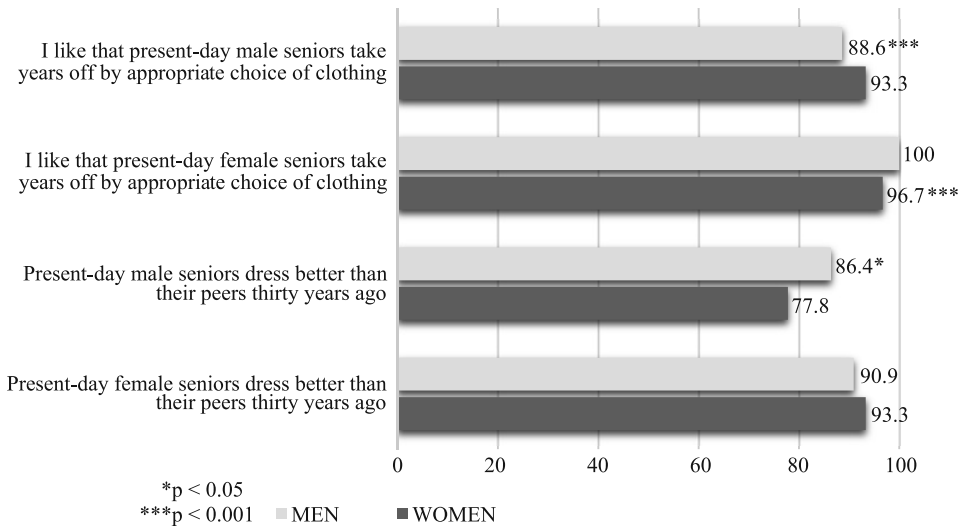 I like that present-day male seniors take
years off by appropriate choice of clothing
88.6***
93.3
I like that present-day female seniors take
years off by appropriate choice of clothing
100
96.7***
Present-day male seniors dress better than
their peers thirty years ago
86.4*
77.8
Present-day female seniors dress better than
their peers thirty years ago
90.9
93.3
0 20 40 60 80 100
*p < 0.05
***p < 0.001 MEN WOMEN